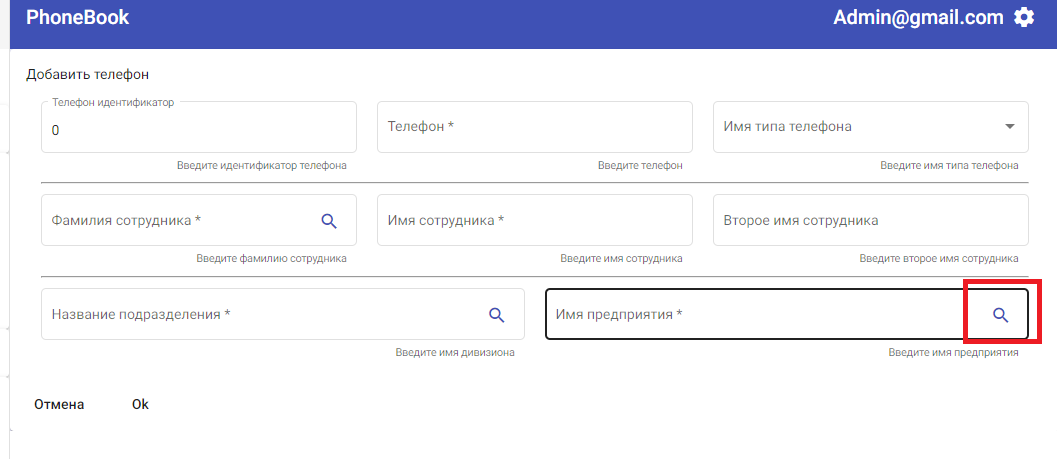 PhoneBook Admin@gmail.com
Добавить телефон
Телефон идентификатор
0 Телефон * Имя типа телефона
Введите идентификатор телефона Введите телефон Введите имя типа телефона
Фамилия сотрудника * Имя сотрудника * Второе имя сотрудника
Введите фамилию сотрудника Введите имя сотрудника Введите второе имя сотрудника
Название подразделения * Имя предприятия *
Введите имя дивизиона Введите имя предприятия
Отмена Ok